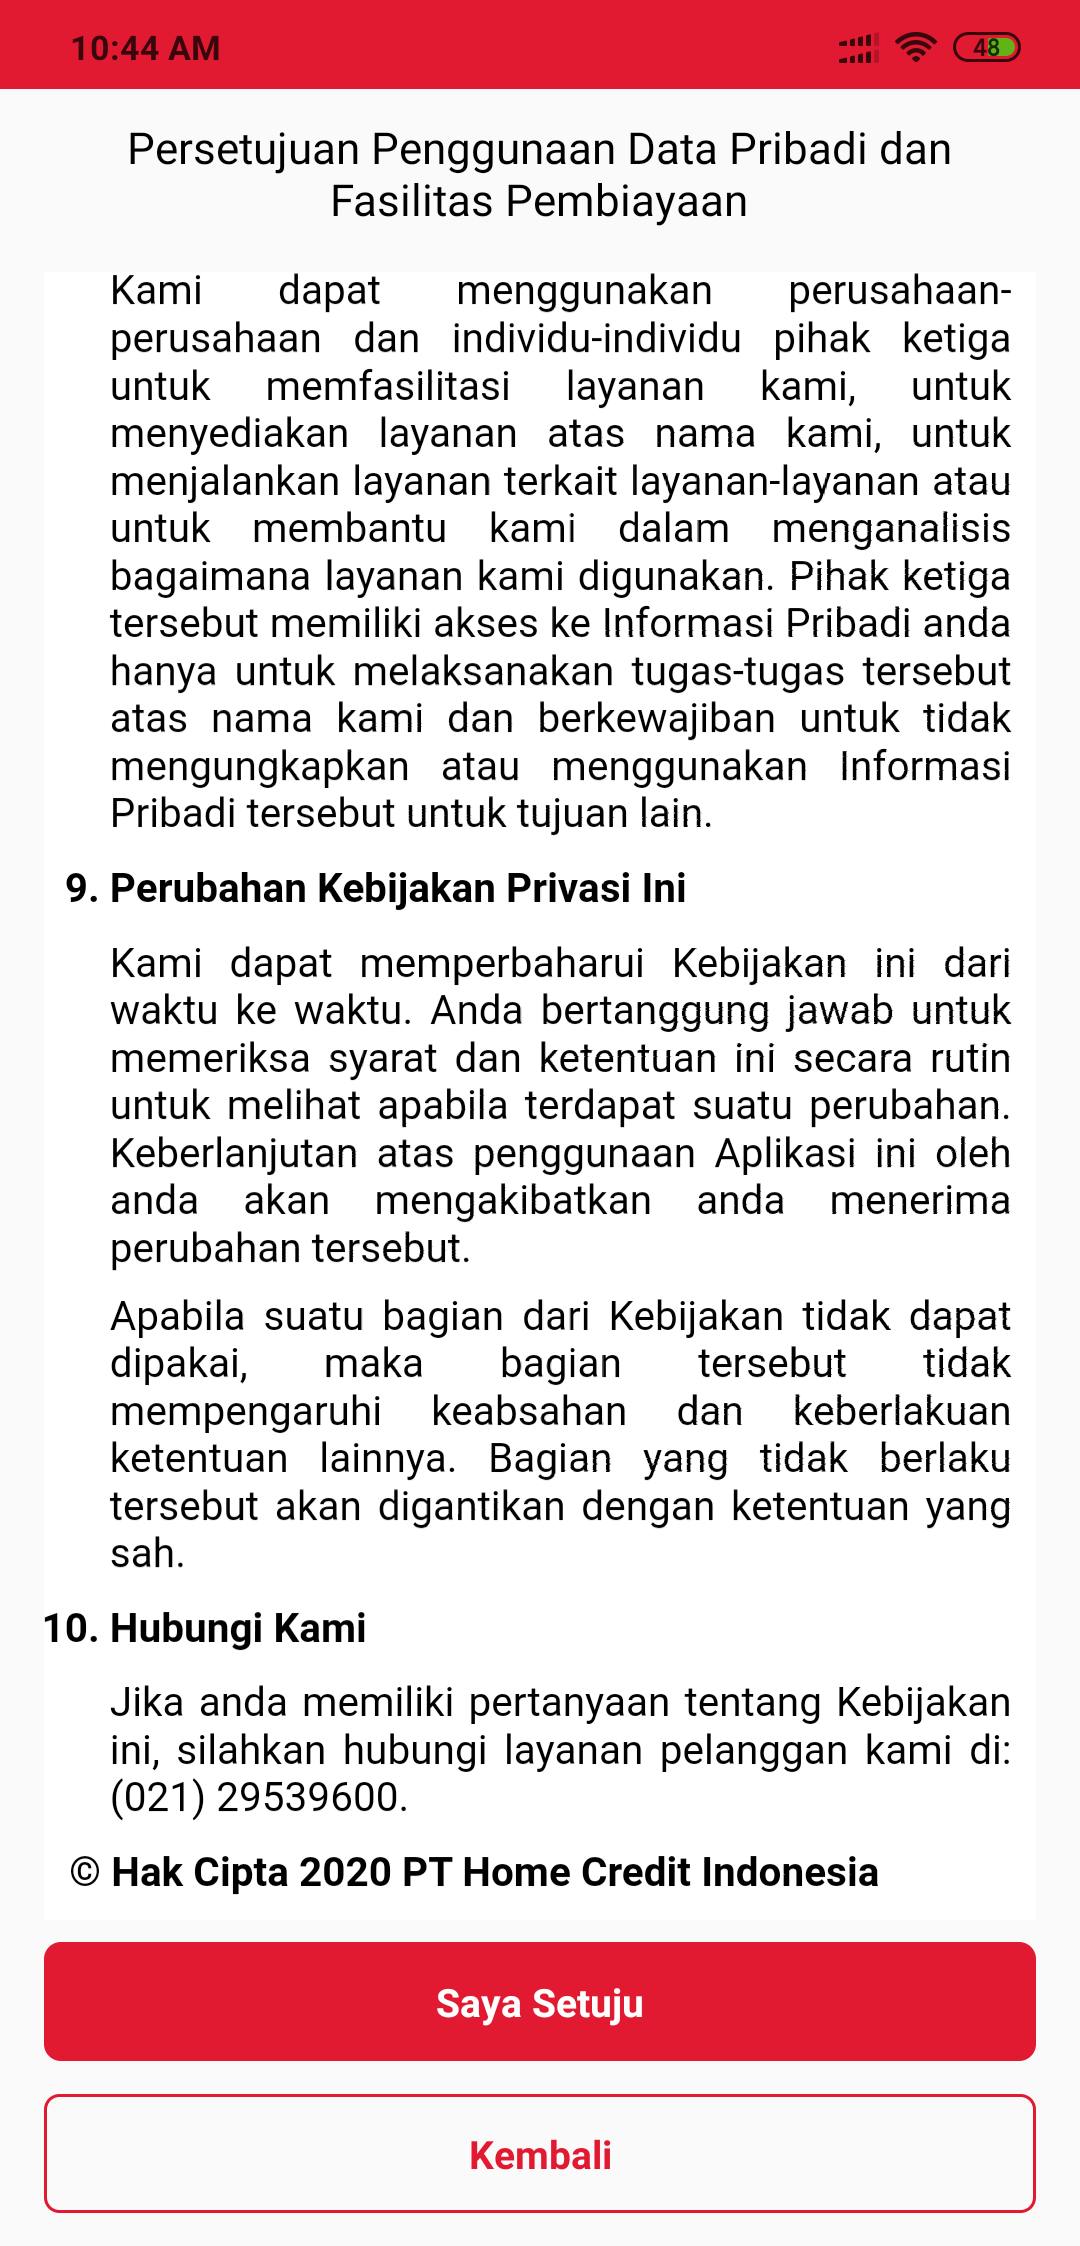 10:44 AM
48
Persetujuan Penggunaan Data Pribadi dan
Fasilitas Pembiayaan
Kami dapat menggunakan perusahaan-
perusahaan dan individu-individu pihak ketiga
untuk memfasilitasi layanan kami, untuk
menyediakan layanan atas nama kami, untuk
menjalankan layanan terkait layanan-layanan atau
untuk membantu kami dalam menganalisis
bagaimana layanan kami digunakan. Pihak ketiga
tersebut memiliki akses ke Informasi Pribadi anda
hanya untuk melaksanakan tugas-tugas tersebut
atas nama kami dan berkewajiban untuk tidak
mengungkapkan atau menggunakan Informasi
Pribadi tersebut untuk tujuan lain.
9. Perubahan Kebijakan Privasi Ini
Kami dapat memperbaharui Kebijakan ini dari
waktu ke waktu. Anda bertanggung jawab untuk
memeriksa syarat dan ketentuan ini secara rutin
untuk melihat apabila terdapat suatu perubahan.
Keberlanjutan atas penggunaan Aplikasi ini oleh
anda akan mengakibatkan anda menerima
perubahan tersebut.
Apabila suatu bagian dari Kebijakan tidak dapat
dipakai, maka bagian tersebut tidak
mempengaruhi keabsahan dan keberlakuan
ketentuan lainnya. Bagian yang tidak berlaku
tersebut akan digantikan dengan ketentuan yang
sah.
10. Hubungi Kami
Jika anda memiliki pertanyaan tentang Kebijakan
ini, silahkan hubungi layanan pelanggan kami di:
(021) 29539600.
© Hak Cipta 2020 PT Home Credit Indonesia
Saya Setuju
Kembali